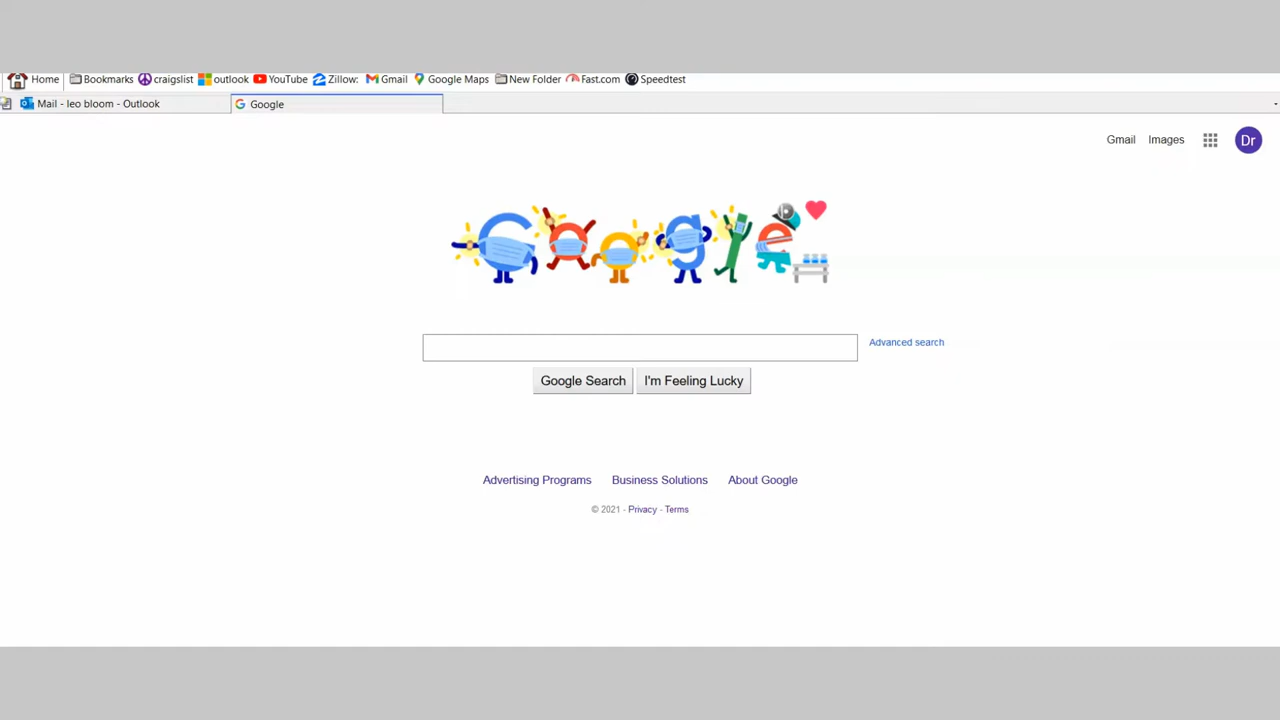 Home Bookmarks craigslist outlook YouTube Zillow: Gmail Google Maps New Folder Fast.com Speedtest
Mail - leo bloom - Outlook Google
Gmail Images Dr
Google
Advanced search
Google Search I'm Feeling Lucky
Advertising Programs Business Solutions About Google
© 2021 - Privacy - Terms